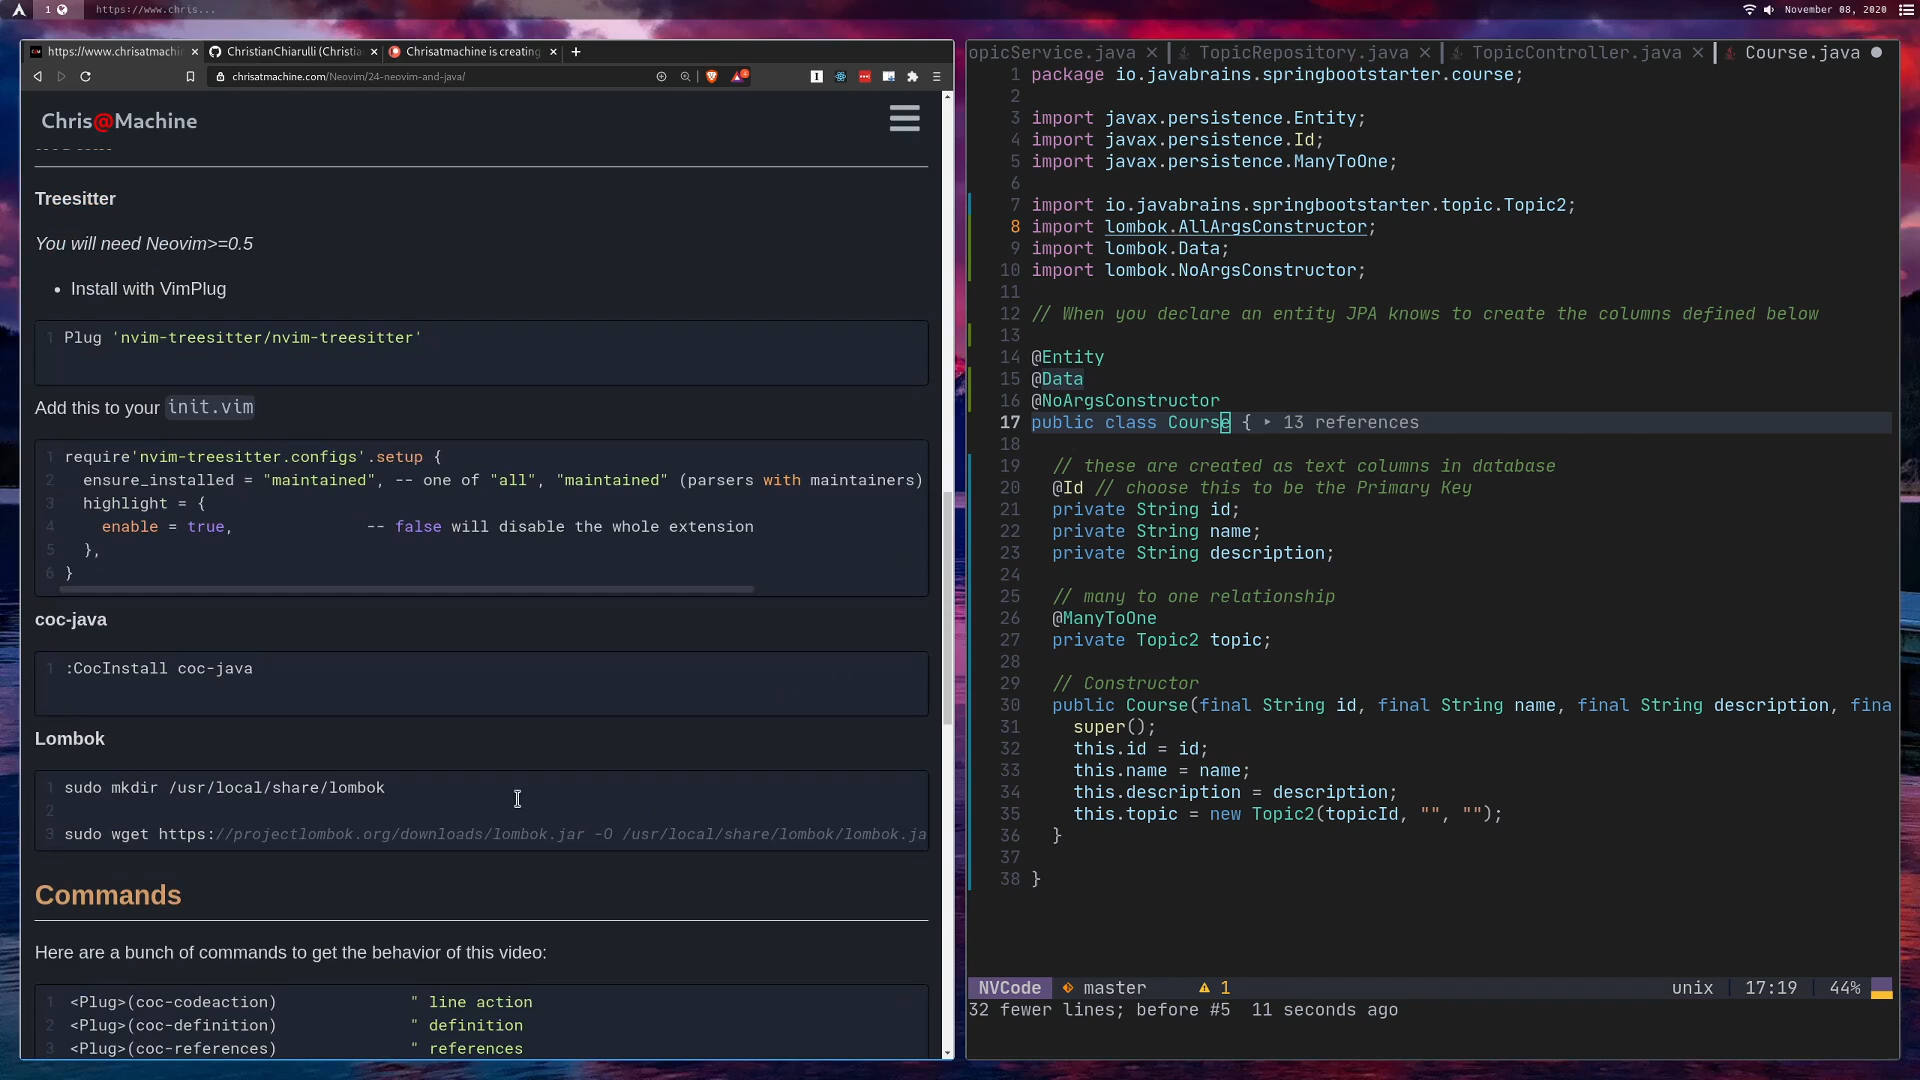 1
https://www.chris...
November 08, 2020
https://www.chrisatmachin
ChristianChiarulli (Christia
Chrisatmachine is creating
chrisatmachine.com/Neovim/24-neovim-and-java/
4
Chris@Machine
Treesitter
You will need Neovim>=0.5
• Install with VimPlug
1 Plug 'nvim-treesitter/nvim-treesitter'
Add this to your init.vim
1 require'nvim-treesitter.configs'.setup {
2 ensure_installed = "maintained", -- one of "all", "maintained" (parsers with maintainers)
3 highlight = {
4 enable = true, -- false will disable the whole extension
5 },
6 }
coc-java
1 :CocInstall coc-java
Lombok
1 sudo mkdir /usr/local/share/lombok
2
3 sudo wget https://projectlombok.org/downloads/lombok.jar -O /usr/local/share/lombok/lombok.ja
Commands
Here are a bunch of commands to get the behavior of this video:
1 <Plug>(coc-codeaction) " line action
2 <Plug>(coc-definition) " definition
3 <Plug>(coc-references) " references
opicService.java TopicRepository.java TopicController.java Course.java
1 package io.javabrains.springbootstarter.course;
2
3 import javax.persistence.Entity;
4 import javax.persistence.Id;
5 import javax.persistence.ManyToOne;
6
7 import io.javabrains.springbootstarter.topic.Topic2;
8 import lombok.AllArgsConstructor;
9 import lombok.Data;
10 import lombok.NoArgsConstructor;
11
12 // When you declare an entity JPA knows to create the columns defined below
13
14 @Entity
15 @Data
16 @NoArgsConstructor
17 public class Course { ‣ 13 references
18
19 // these are created as text columns in database
20 @Id // choose this to be the Primary Key
21 private String id;
22 private String name;
23 private String description;
24
25 // many to one relationship
26 @ManyToOne
27 private Topic2 topic;
28
29 // Constructor
30 public Course(final String id, final String name, final String description, fina
31 super();
32 this.id = id;
33 this.name = name;
34 this.description = description;
35 this.topic = new Topic2(topicId, "", "");
36 }
37
38 }
NVCode master 1 unix 17:19 44%
32 fewer lines; before #5 11 seconds ago